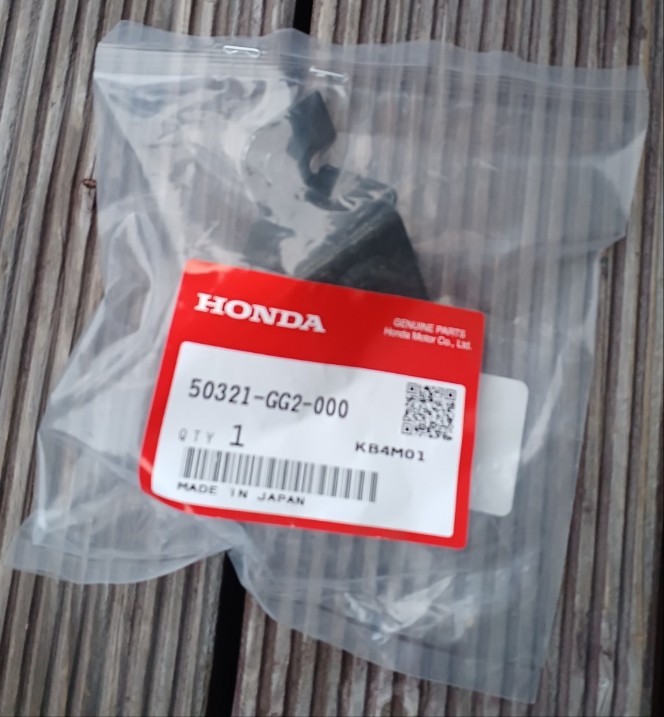 HONDA
GENUINE PARTS
Honda Motor Co., Ltd.
50321-GG2-000
QTY 1
KB4M01
MADE IN JAPAN